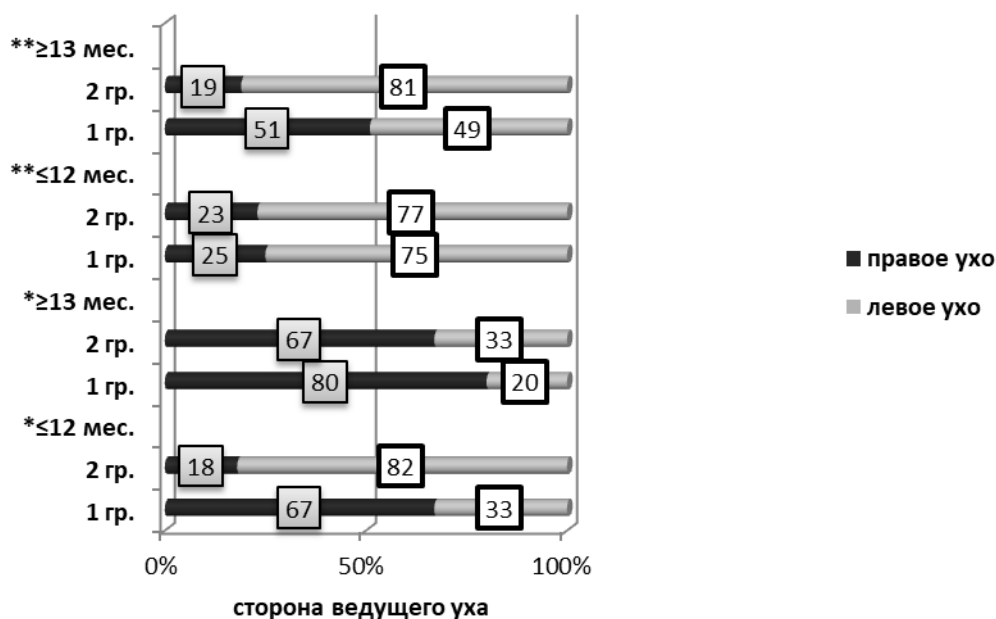 **≥13 мес.
2 гр. 19 81
1 гр. 51 49
**≤12 мес.
2 гр. 23 77
1 гр. 25 75
*≥13 мес.
2 гр. 67 33
1 гр. 80 20
*≤12 мес.
2 гр. 18 82
1 гр. 67 33
0% 50% 100%
сторона ведущего уха
правое ухо
левое ухо